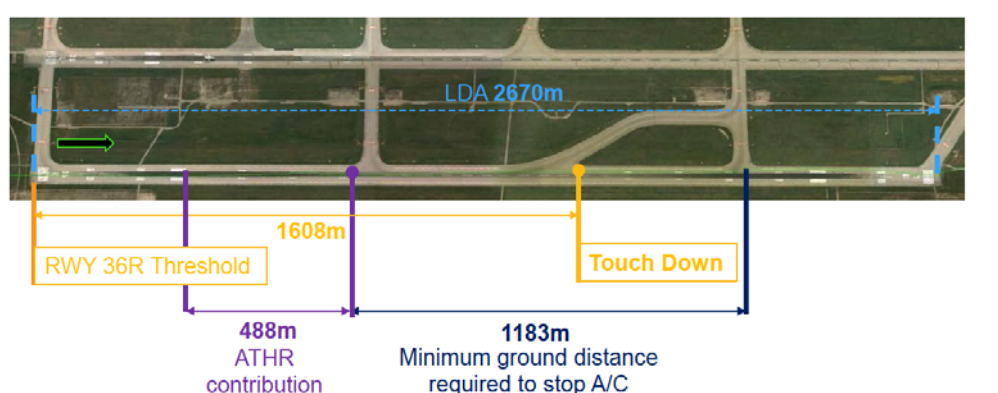 LDA 2670m
1608m
RWY 36R Threshold
Touch Down
488m
ATHR
contribution
1183m
Minimum ground distance
required to stop A/C